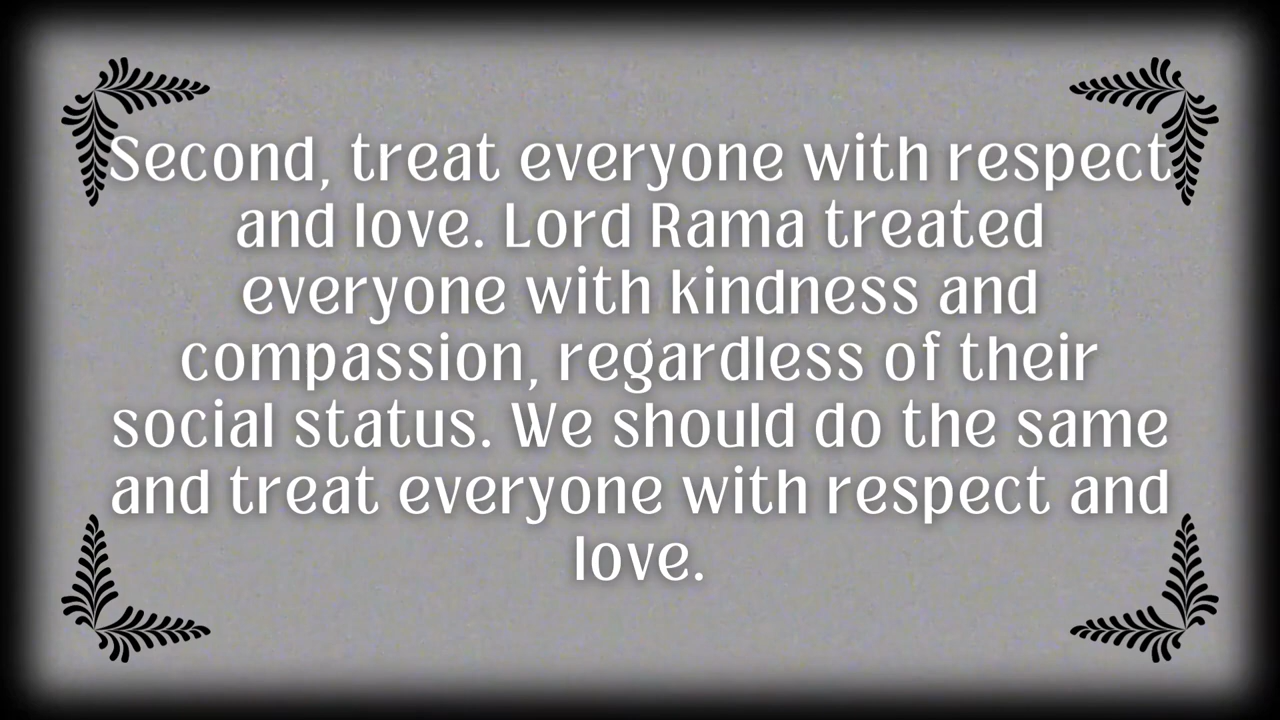 Second, treat everyone with respect
and love. Lord Rama treated
everyone with kindness and
compassion, regardless of their
social status. We should do the same
and treat everyone with respect and
love.